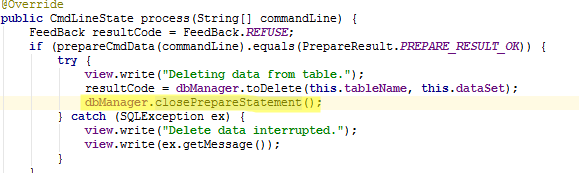 @Override
public CmdLineState process(String[] commandLine) {
    FeedBack resultCode = FeedBack.REFUSE;
    if (prepareCmdData(commandLine).equals(PrepareResult.PREPARE_RESULT_OK)) {
        try {
            view.write("Deleting data from table.");
            resultCode = dbManager.toDelete(this.tableName, this.dataSet);
            dbManager.closePrepareStatement();
        } catch (SQLException ex) {
            view.write("Delete data interrupted.");
            view.write(ex.getMessage());
        }
    }